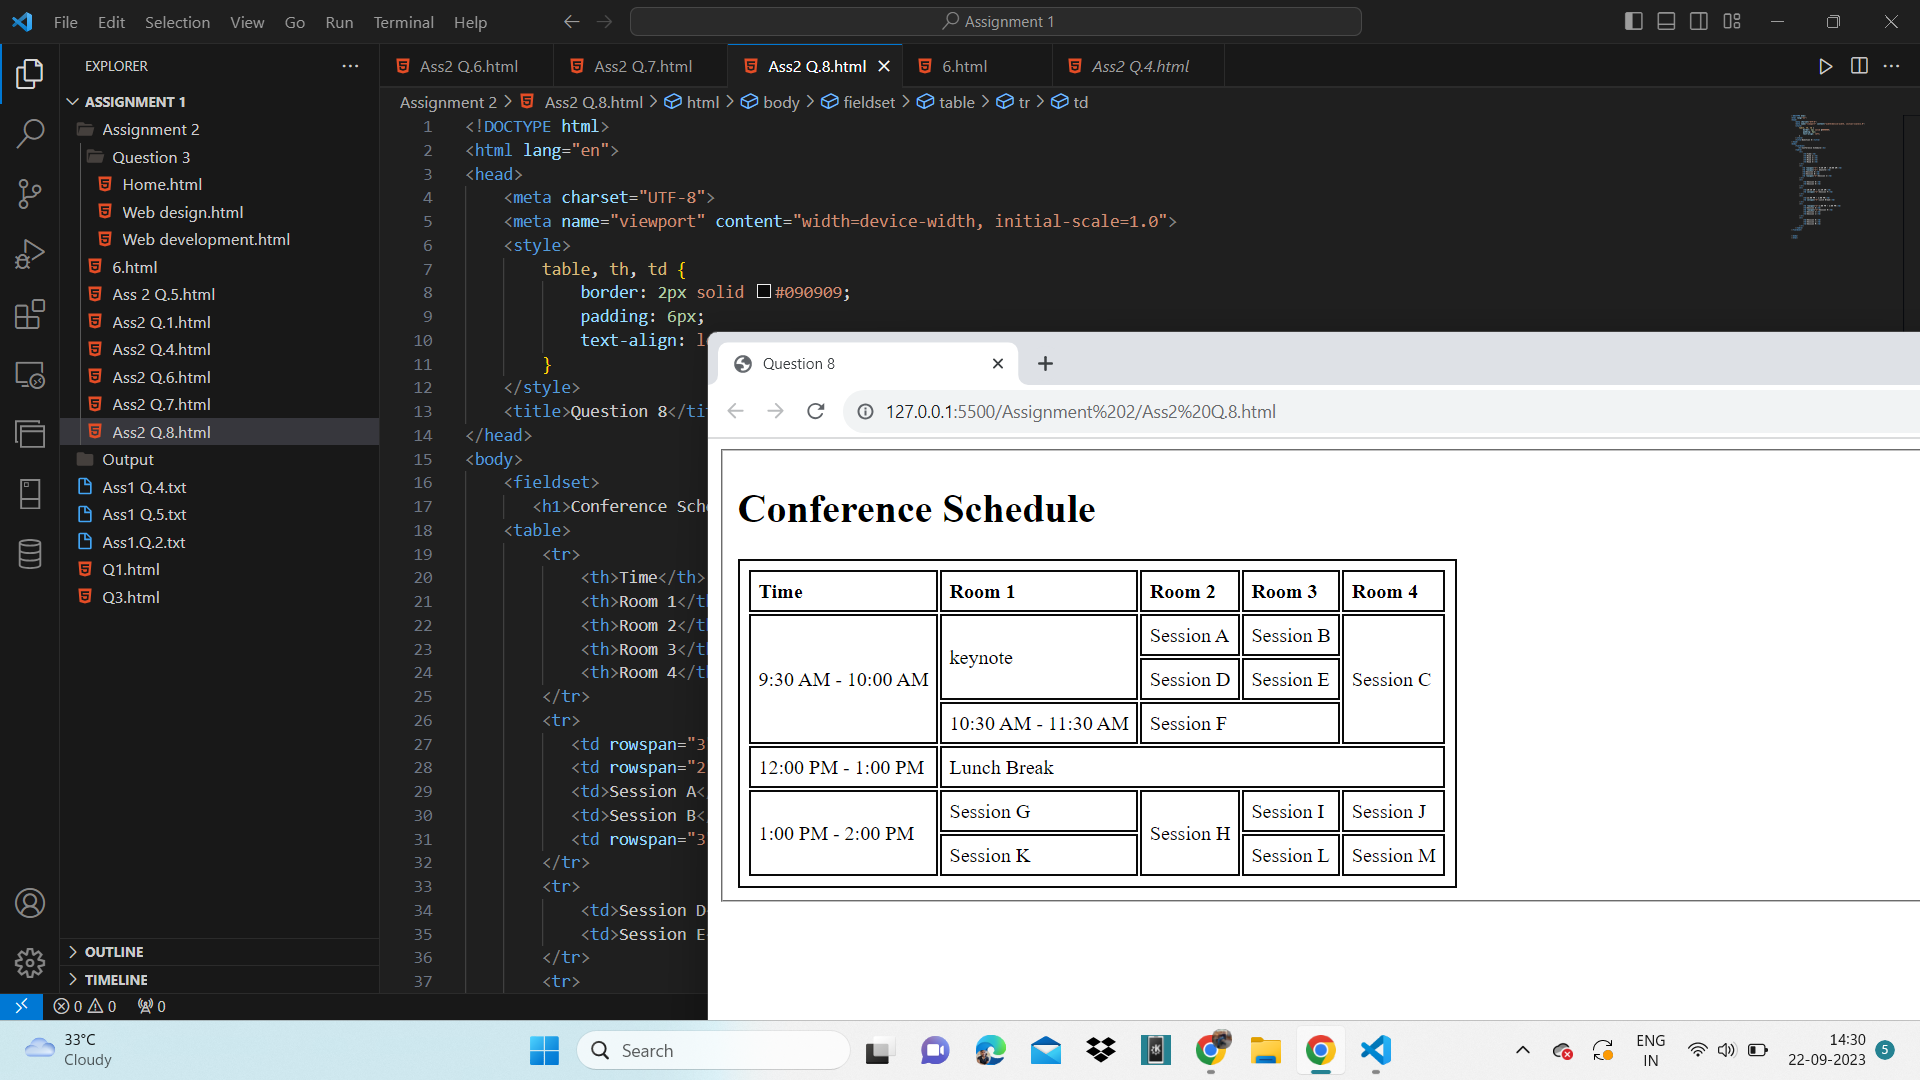 File Edit Selection View Go Run Terminal Help
Assignment 1
EXPLORER
ASSIGNMENT 1
Assignment 2
Question 3
Home.html
Web design.html
Web development.html
6.html
Ass 2 Q.5.html
Ass2 Q.1.html
Ass2 Q.4.html
Ass2 Q.6.html
Ass2 Q.7.html
Ass2 Q.8.html
Output
Ass1 Q.4.txt
Ass1 Q.5.txt
Ass1.Q.2.txt
Q1.html
Q3.html
OUTLINE
TIMELINE
Ass2 Q.6.html Ass2 Q.7.html Ass2 Q.8.html 6.html Ass2 Q.4.html
Assignment 2 > Ass2 Q.8.html > html > body > fieldset > table > tr > td
1 <!DOCTYPE html>
2 <html lang="en">
3 <head>
4 <meta charset="UTF-8">
5 <meta name="viewport" content="width=device-width, initial-scale=1.0">
6 <style>
7 table, th, td {
8 border: 2px solid #090909;
9 padding: 6px;
10 text-align: l
11 }
12 </style>
13 <title>Question 8</tit
14 </head>
15 <body>
16 <fieldset>
17 <h1>Conference Sch
18 <table>
19 <tr>
20 <th>Time</th>
21 <th>Room 1</th
22 <th>Room 2</th
23 <th>Room 3</th
24 <th>Room 4</th
25 </tr>
26 <tr>
27 <td rowspan="3
28 <td rowspan="2
29 <td>Session A<
30 <td>Session B<
31 <td rowspan="3
32 </tr>
33 <tr>
34 <td>Session D
35 <td>Session E
36 </tr>
37 <tr>
Question 8
127.0.0.1:5500/Assignment%202/Ass2%20Q.8.html
Conference Schedule
Time Room 1 Room 2 Room 3 Room 4
9:30 AM - 10:00 AM keynote Session A Session B Session C
Session D Session E
10:30 AM - 11:30 AM Session F
12:00 PM - 1:00 PM Lunch Break
1:00 PM - 2:00 PM Session G Session H Session I Session J
Session K Session L Session M
0 0 0
33°C
Cloudy
Search
ENG
IN
14:30
22-09-2023
5